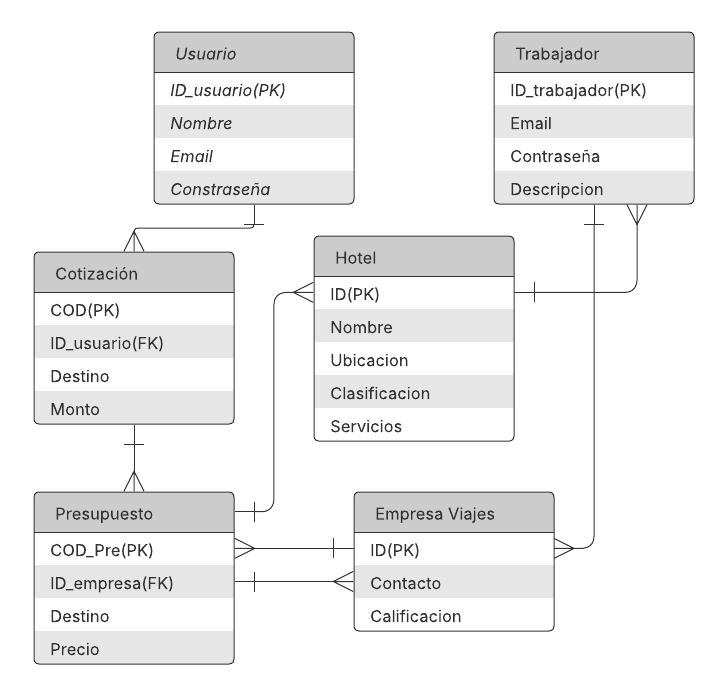 Usuario
ID_usuario(PK)
Nombre
Email
Constraseña
Trabajador
ID_trabajador(PK)
Email
Contraseña
Descripcion
Cotización
COD(PK)
ID_usuario(FK)
Destino
Monto
Hotel
ID(PK)
Nombre
Ubicacion
Clasificacion
Servicios
Presupuesto
COD_Pre(PK)
ID_empresa(FK)
Destino
Precio
Empresa Viajes
ID(PK)
Contacto
Calificacion